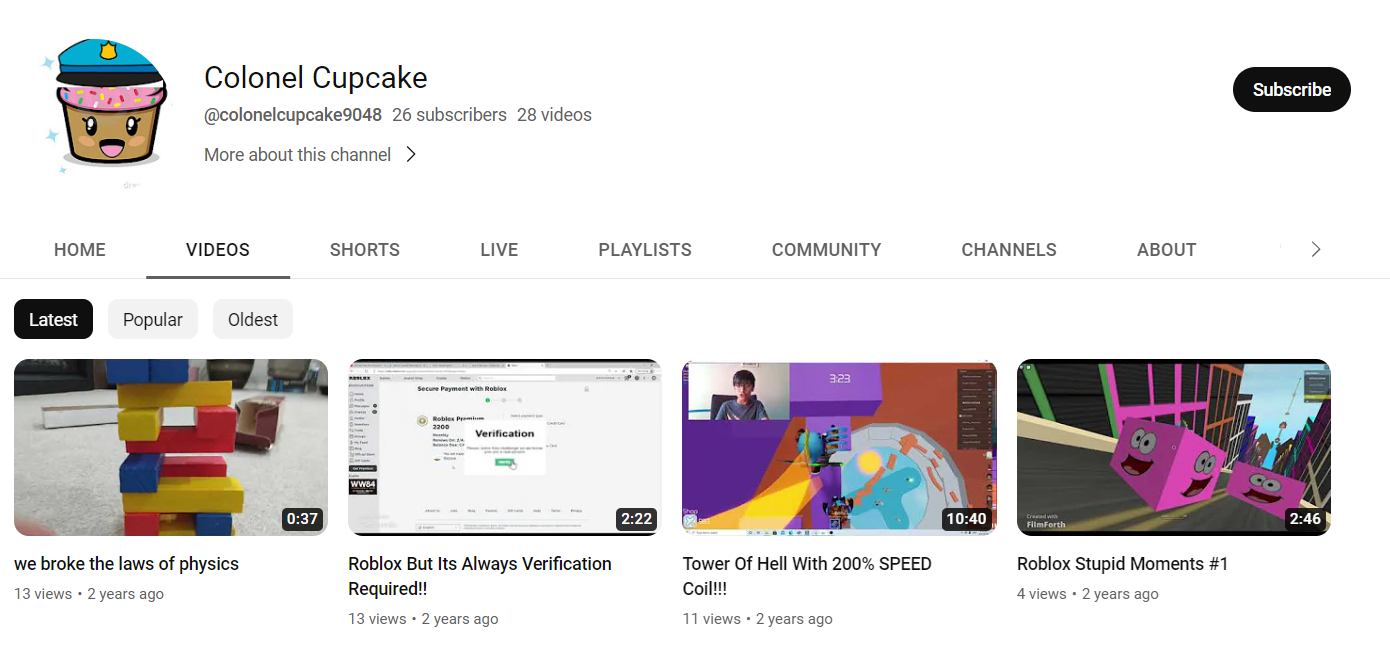 Colonel Cupcake
@colonelcupcake9048 26 subscribers 28 videos
More about this channel
Subscribe
HOME VIDEOS SHORTS LIVE PLAYLISTS COMMUNITY CHANNELS ABOUT
Latest Popular Oldest
0:37
Secure Payment with Roblox
Roblox Premium
2200
Verification
WW84
2:22
3:23
10:40
Created with
FilmForth
2:46
we broke the laws of physics
13 views • 2 years ago
Roblox But Its Always Verification
Required!!
13 views • 2 years ago
Tower Of Hell With 200% SPEED
Coil!!!
11 views • 2 years ago
Roblox Stupid Moments #1
4 views • 2 years ago